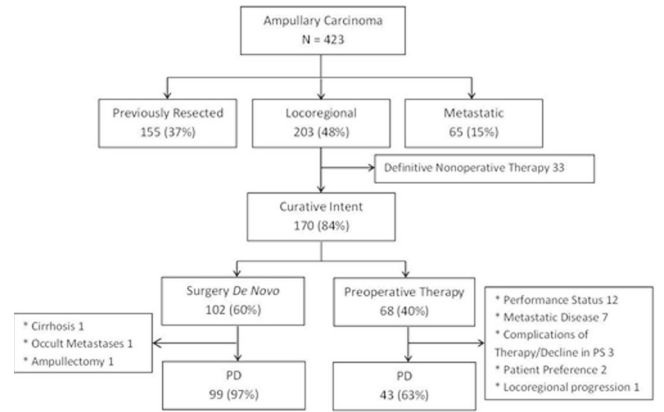 Ampullary Carcinoma
N = 423
Previously Resected
155 (37%)
Locoregional
203 (48%)
Metastatic
65 (15%)
Definitive Nonoperative Therapy 33
Curative Intent
170 (84%)
Surgery De Novo
102 (60%)
Preoperative Therapy
68 (40%)
* Cirrhosis 1
* Occult Metastases 1
* Ampullectomy 1
* Performance Status 12
* Metastatic Disease 7
* Complications of
Therapy/Decline in PS 3
* Patient Preference 2
* Locoregional progression 1
PD
99 (97%)
PD
43 (63%)